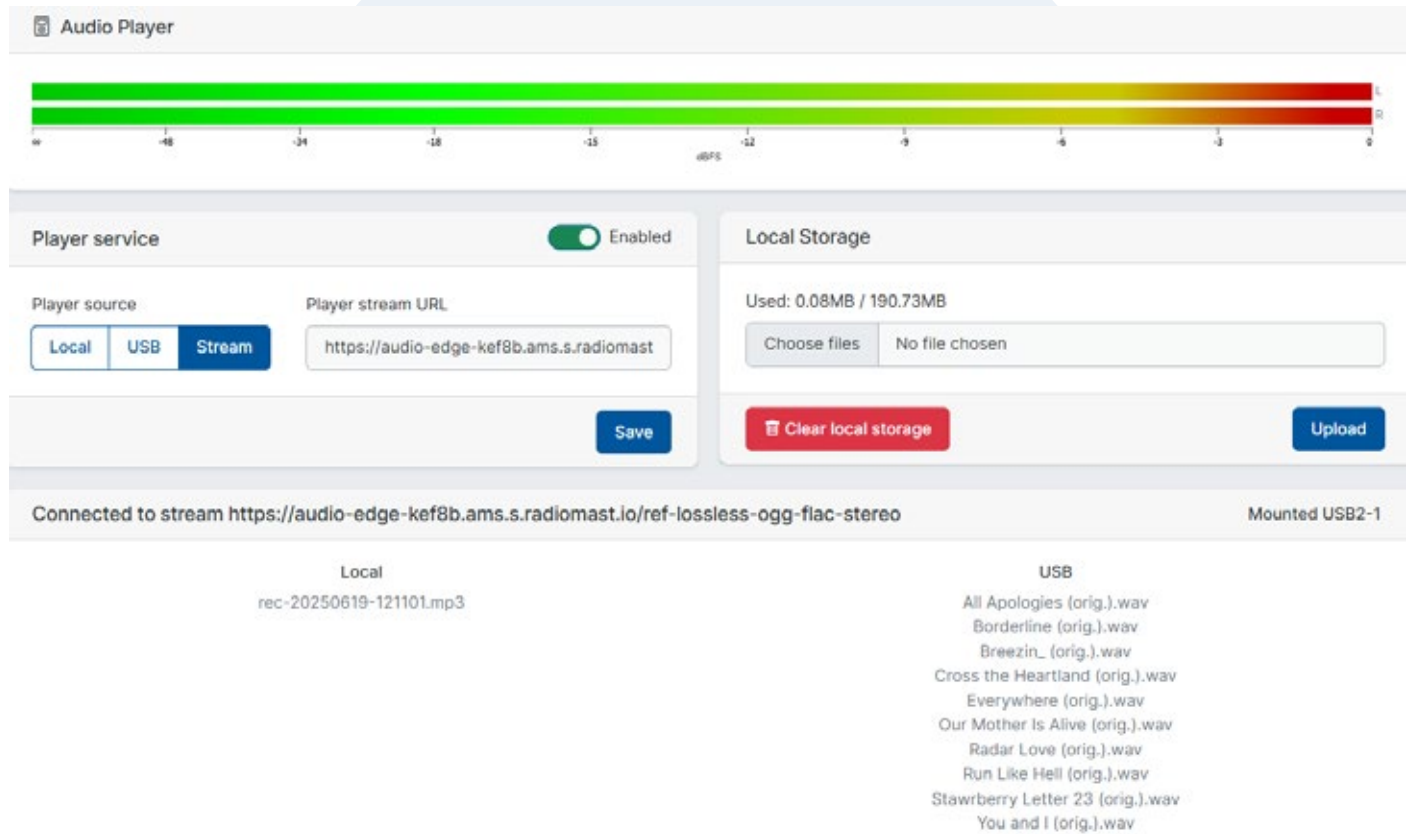 Audio Player
L
R
∞ -48 -34 -18 -15 -12 -9 -6 -3 0
dBFS
Player service
Enabled
Local Storage
Player source
Player stream URL
Used: 0.08MB / 190.73MB
Local USB Stream
https://audio-edge-kef8b.ams.s.radiomast
Choose files No file chosen
Save
Clear local storage
Upload
Connected to stream https://audio-edge-kef8b.ams.s.radiomast.io/ref-lossless-ogg-flac-stereo
Mounted USB2-1
Local
rec-20250619-121101.mp3
USB
All Apologies (orig.).wav
Borderline (orig.).wav
Breezin_ (orig.).wav
Cross the Heartland (orig.).wav
Everywhere (orig.).wav
Our Mother Is Alive (orig.).wav
Radar Love (orig.).wav
Run Like Hell (orig.).wav
Stawrberry Letter 23 (orig.).wav
You and I (orig.).wav